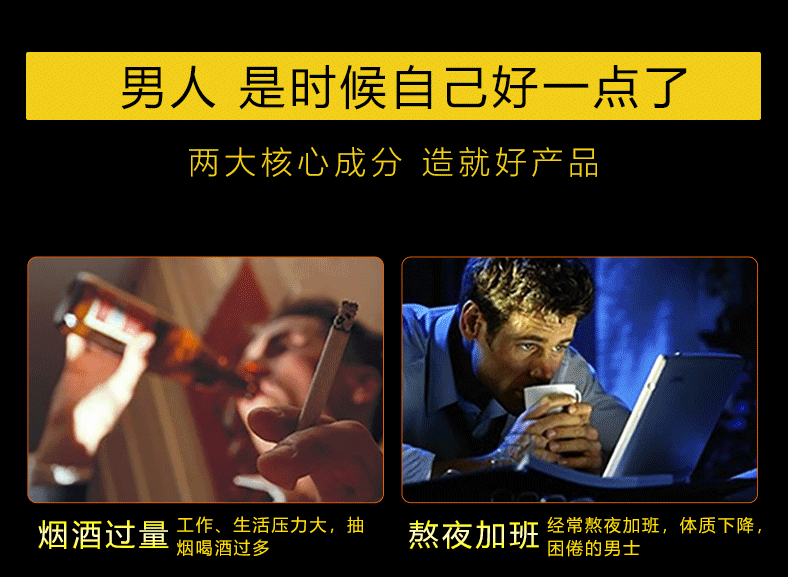 男人 是时候自己好一点了
两大核心成分 造就好产品
烟酒过量
工作、生活压力大，抽
烟喝酒过多
熬夜加班
经常熬夜加班，体质下降，
困倦的男士